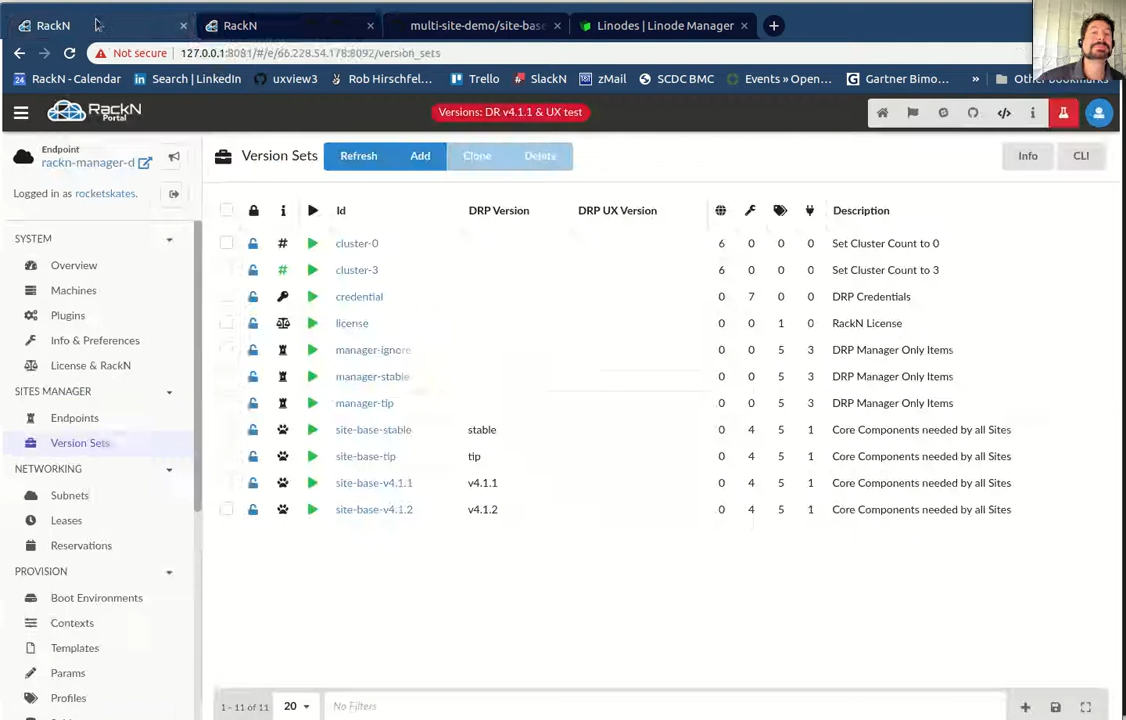 RackN
RackN
multi-site-demo/site-base
Linodes | Linode Manager
Not secure
127.0.0.1:8081/#/e/66.228.54.178:8092/version_sets
RackN - Calendar
Search | LinkedIn
uxview3
Rob Hirschfel...
Trello
SlackN
zMail
SCDC BMC
Events » Open...
Gartner Bimo...
»
RackN
Portal
Versions: DR v4.1.1 & UX test
Endpoint
rackn-manager-d
Logged in as rocketskates.
Version Sets
Refresh
Add
Clone
Delete
Info
CLI
SYSTEM
Overview
Machines
Plugins
Info & Preferences
License & RackN
SITES MANAGER
Endpoints
Version Sets
NETWORKING
Subnets
Leases
Reservations
PROVISION
Boot Environments
Contexts
Templates
Params
Profiles
Id DRP Version DRP UX Version Description
cluster-0 6 0 0 0 Set Cluster Count to 0
cluster-3 6 0 0 0 Set Cluster Count to 3
credential 0 7 0 0 DRP Credentials
license 0 0 1 0 RackN License
manager-ignore 0 0 5 3 DRP Manager Only Items
manager-stable 0 0 5 3 DRP Manager Only Items
manager-tip 0 0 5 3 DRP Manager Only Items
site-base-stable stable 0 4 5 1 Core Components needed by all Sites
site-base-tip tip 0 4 5 1 Core Components needed by all Sites
site-base-v4.1.1 v4.1.1 0 4 5 1 Core Components needed by all Sites
site-base-v4.1.2 v4.1.2 0 4 5 1 Core Components needed by all Sites
1 - 11 of 11
20
No Filters